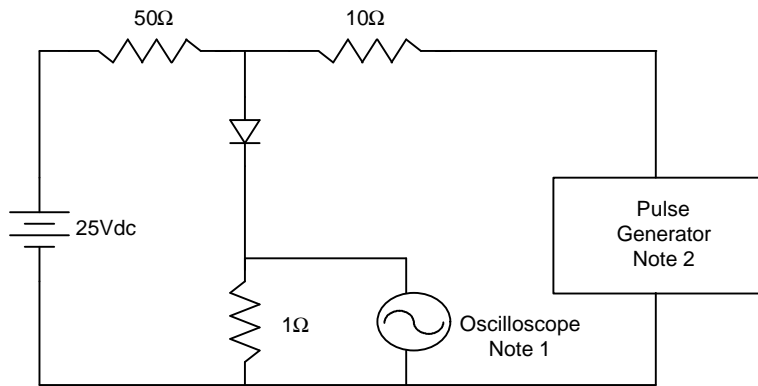 50Ω
10Ω
25Vdc
Pulse
Generator
Note 2
1Ω
Oscilloscope
Note 1